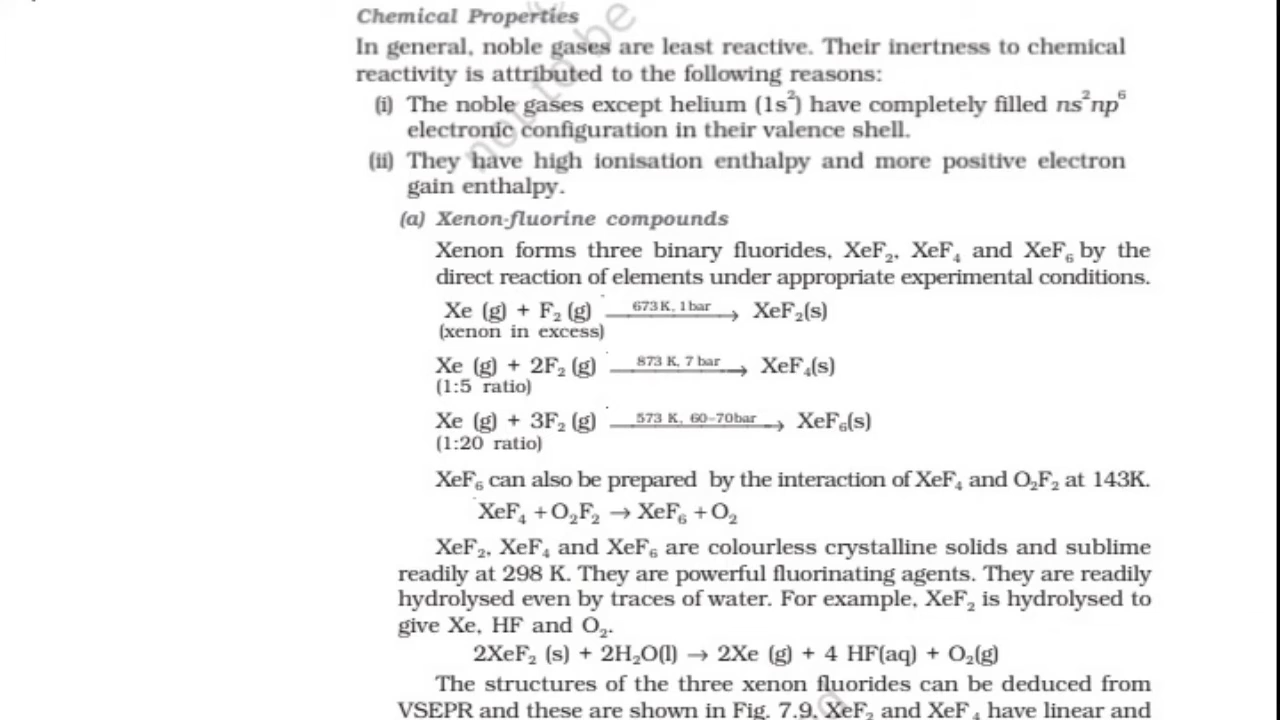 Chemical Properties
In general, noble gases are least reactive. Their inertness to chemical
reactivity is attributed to the following reasons:
(i) The noble gases except helium (1s²) have completely filled ns²np⁶
electronic configuration in their valence shell.
(ii) They have high ionisation enthalpy and more positive electron
gain enthalpy.
(a) Xenon-fluorine compounds
Xenon forms three binary fluorides, XeF₂, XeF₄ and XeF₆ by the
direct reaction of elements under appropriate experimental conditions.
Xe (g) + F₂ (g) 673 K, 1 bar → XeF₂(s)
(xenon in excess)
Xe (g) + 2F₂ (g) 873 K, 7 bar → XeF₄(s)
(1:5 ratio)
Xe (g) + 3F₂ (g) 573 K, 60–70bar → XeF₆(s)
(1:20 ratio)
XeF₆ can also be prepared by the interaction of XeF₄ and O₂F₂ at 143K.
XeF₄ + O₂F₂ → XeF₆ + O₂
XeF₂, XeF₄ and XeF₆ are colourless crystalline solids and sublime
readily at 298 K. They are powerful fluorinating agents. They are readily
hydrolysed even by traces of water. For example, XeF₂ is hydrolysed to
give Xe, HF and O₂.
2XeF₂ (s) + 2H₂O(l) → 2Xe (g) + 4 HF(aq) + O₂(g)
The structures of the three xenon fluorides can be deduced from
VSEPR and these are shown in Fig. 7.9. XeF₂ and XeF₄ have linear and